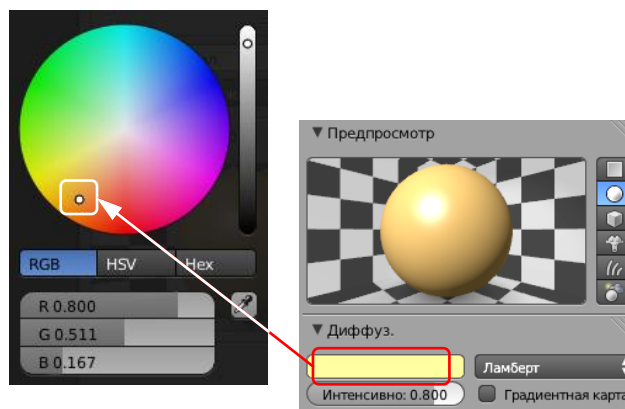 RGB HSV Hex
R 0.800
G 0.511
B 0.167
Предпросмотр
Диффуз.
Ламберт
Интенсивно: 0.800 Градиентная карта